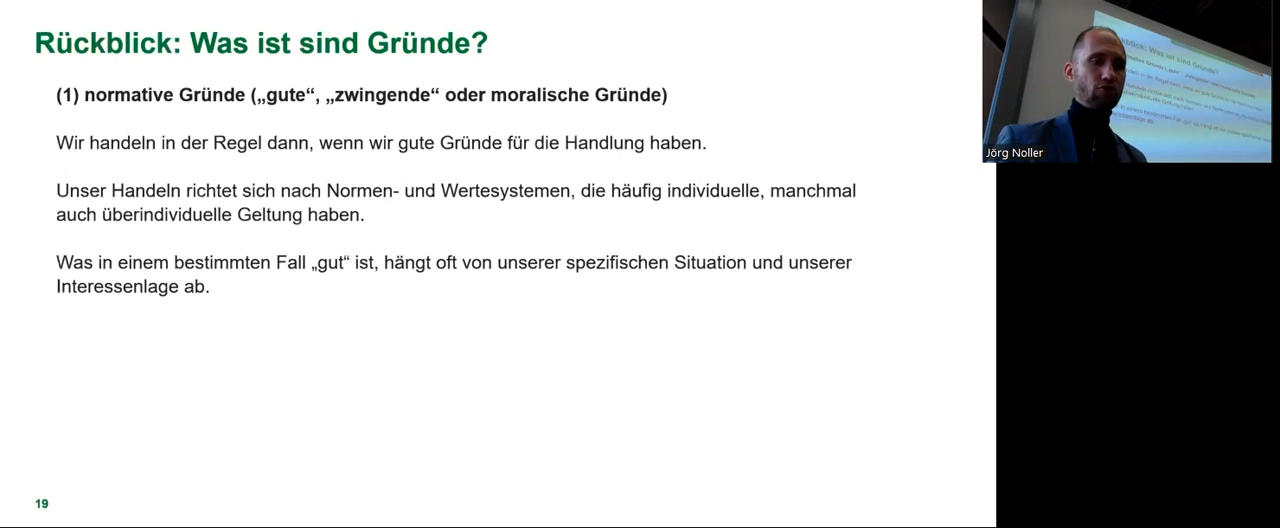 Rückblick: Was ist sind Gründe?
(1) normative Gründe („gute“, „zwingende“ oder moralische Gründe)
Wir handeln in der Regel dann, wenn wir gute Gründe für die Handlung haben.
Unser Handeln richtet sich nach Normen- und Wertesystemen, die häufig individuelle, manchmal
auch überindividuelle Geltung haben.
Was in einem bestimmten Fall „gut“ ist, hängt oft von unserer spezifischen Situation und unserer
Interessenlage ab.
19
Jörg Noller